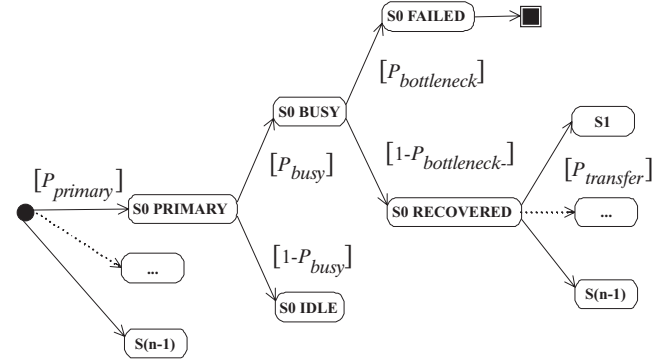 S0 FAILED
[P_bottleneck]
S0 BUSY
S1
[P_busy]
[1-P_bottleneck-]
[P_primary]
[P_transfer]
S0 PRIMARY
S0 RECOVERED
...
...
[1-P_busy]
S(n-1)
S0 IDLE
S(n-1)